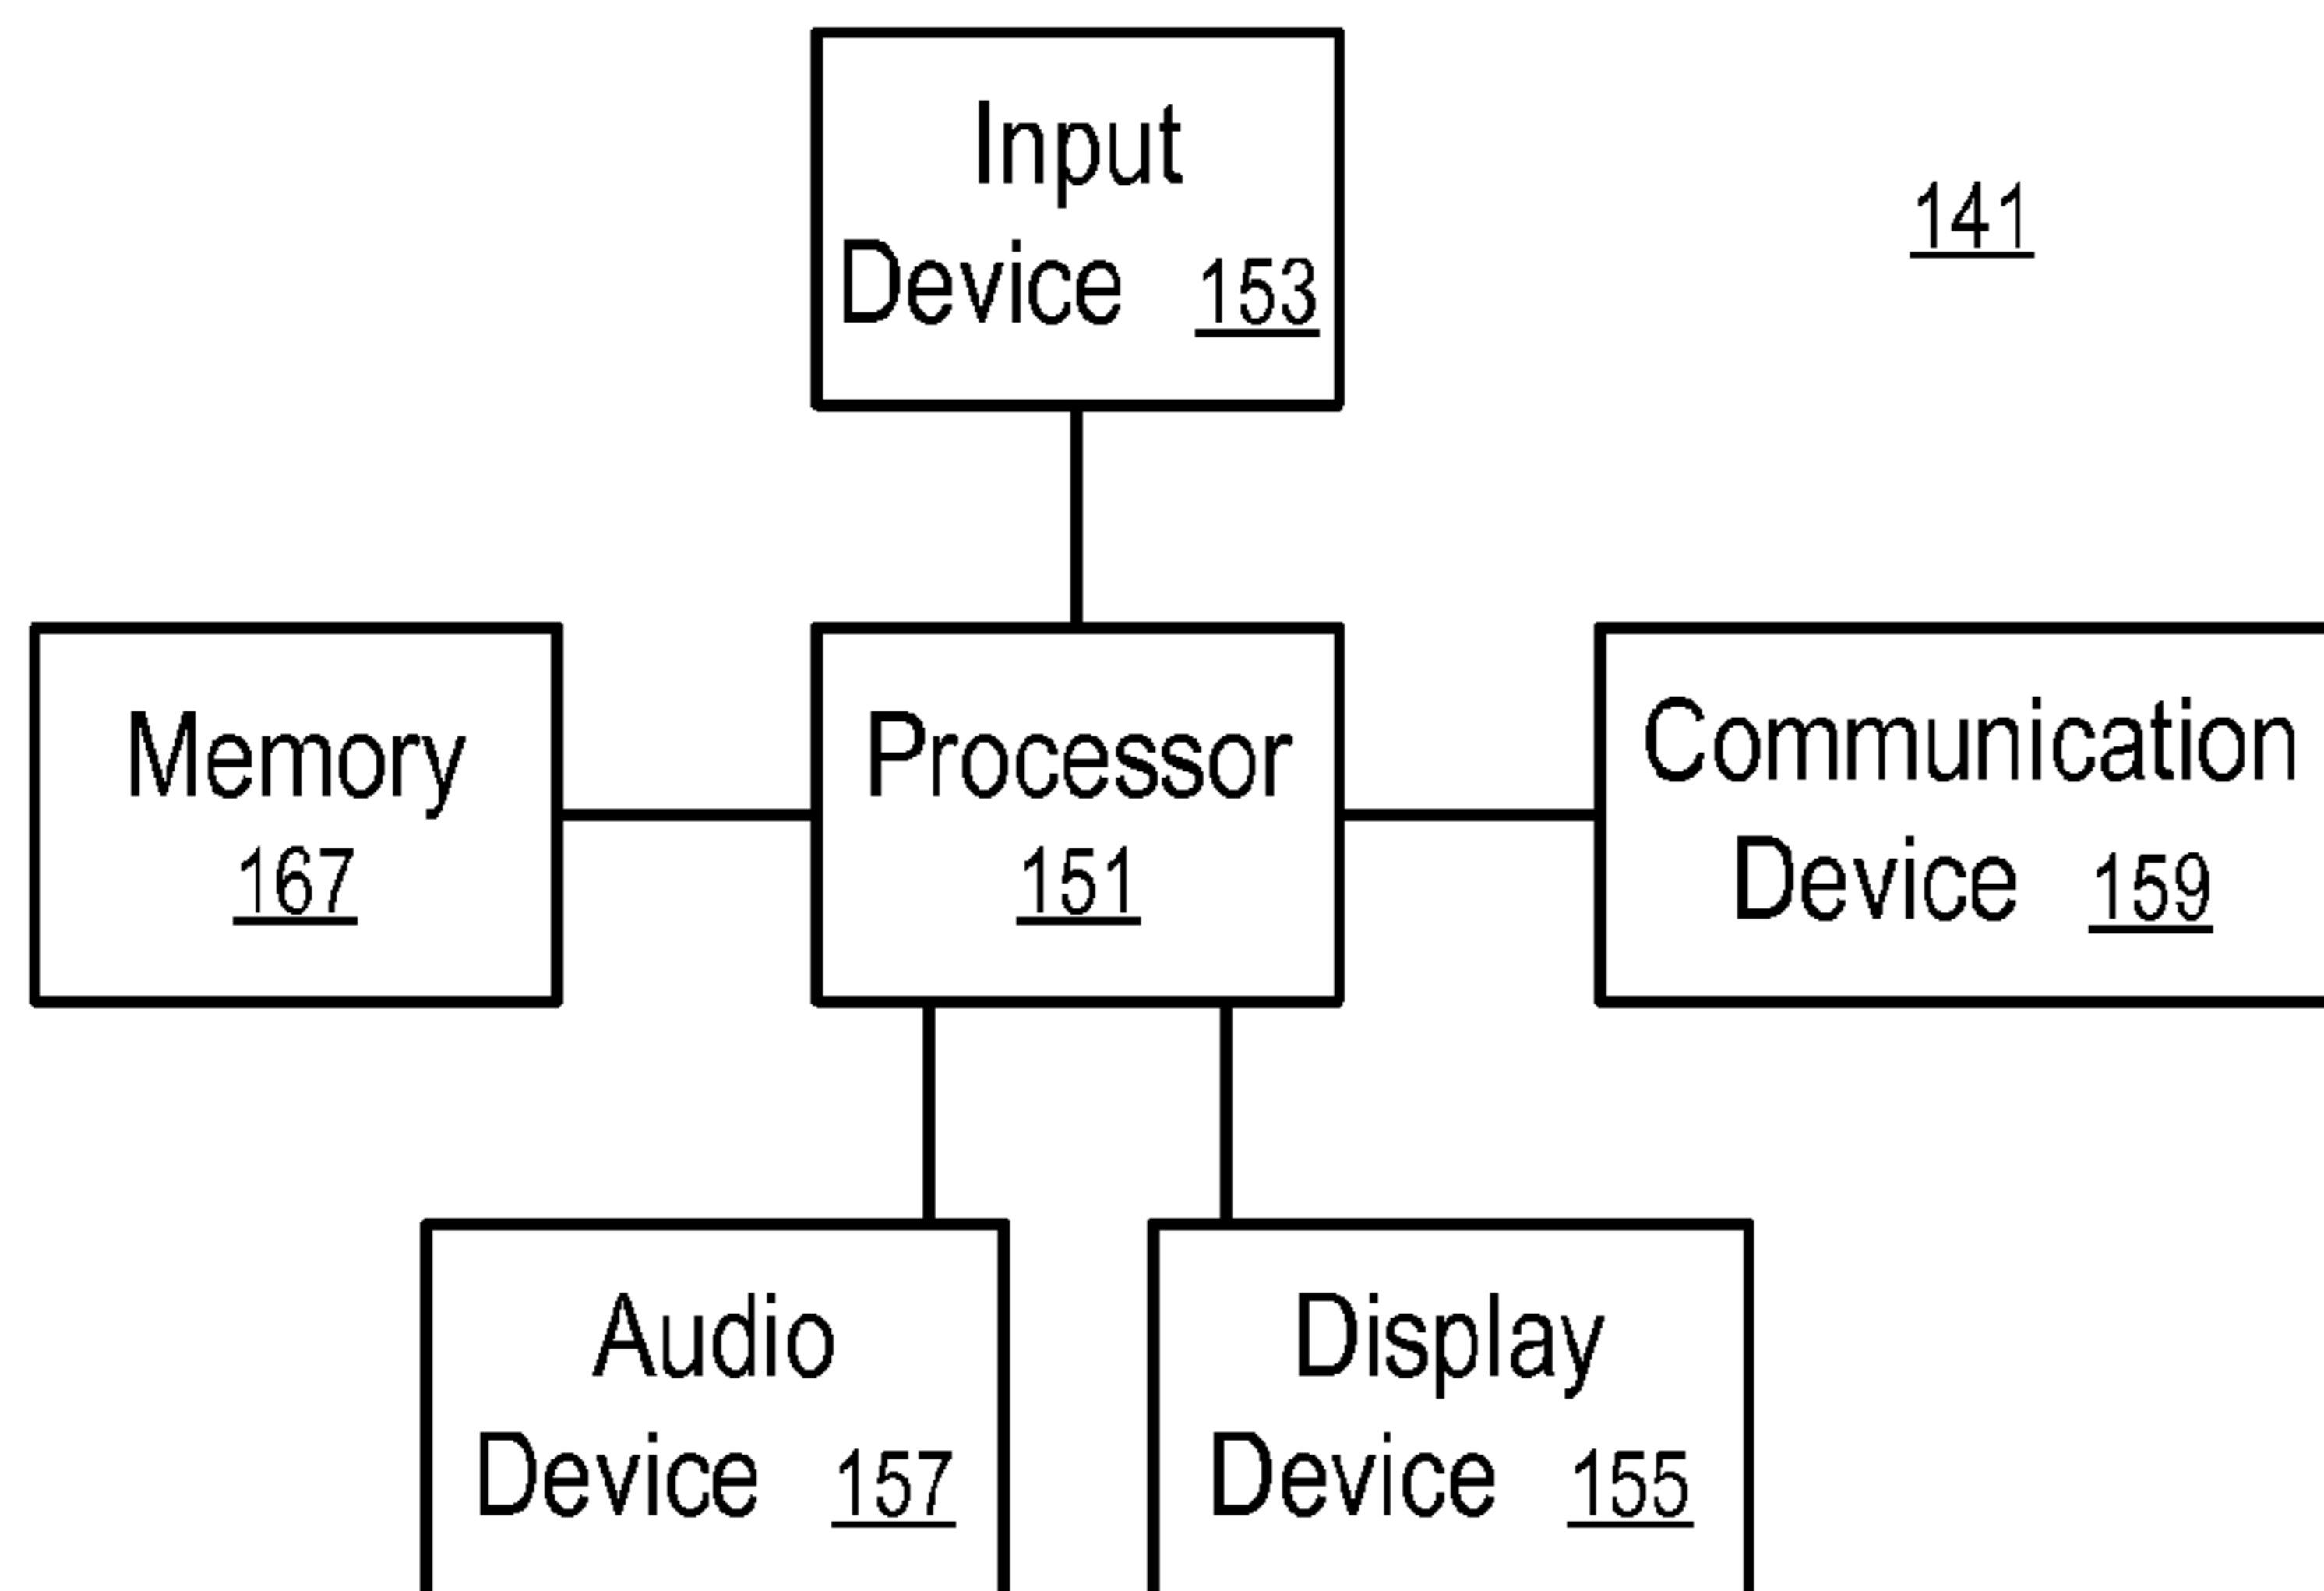 Input
Device 153
141
Memory
167
Processor
151
Communication
Device 159
Audio
Device 157
Display
Device 155